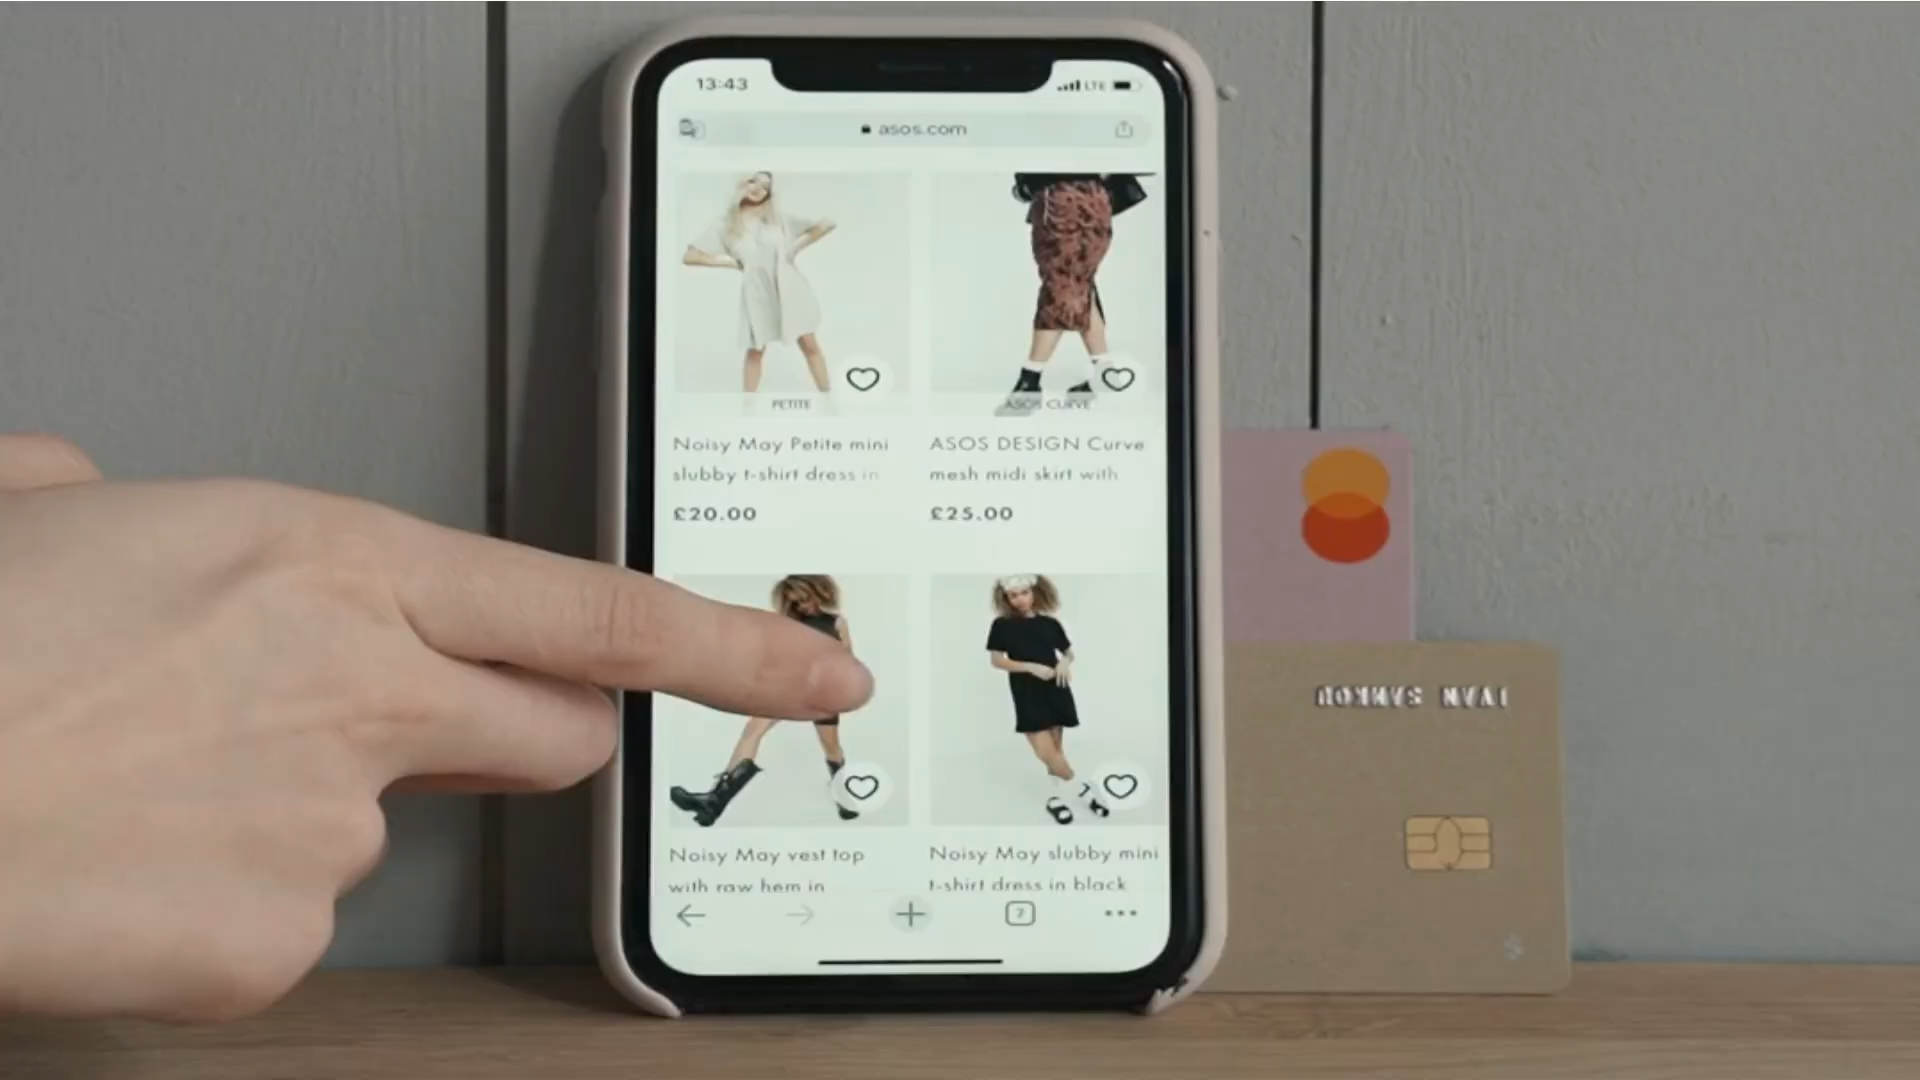 13:43
LTE
asos.com
PETITE
ASOS CURVE
Noisy May Petite mini
slubby t-shirt dress in
£20.00
ASOS DESIGN Curve
mesh midi skirt with
£25.00
Noisy May vest top
with raw hem in
Noisy May slubby mini
t-shirt dress in black
7